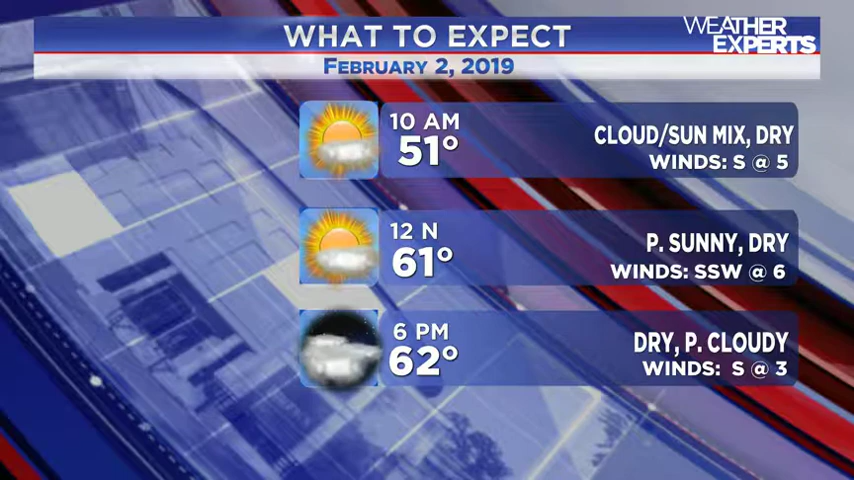 WHAT TO EXPECT
WEATHER
EXPERTS
FEBRUARY 2, 2019
10 AM
51°
CLOUD/SUN MIX, DRY
WINDS: S @ 5
12 N
61°
P. SUNNY, DRY
WINDS: SSW @ 6
6 PM
62°
DRY, P. CLOUDY
WINDS: S @ 3